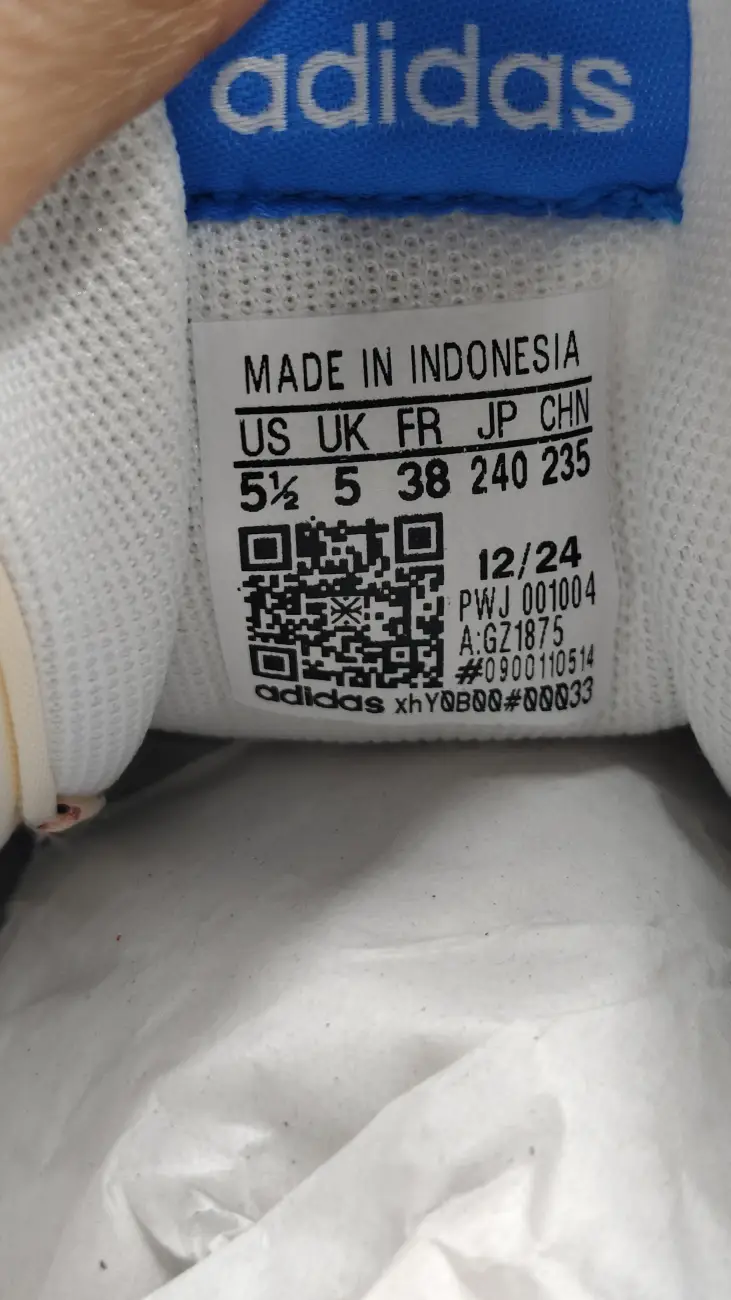 adidas
MADE IN INDONESIA
US UK FR JP CHN
5½ 5 38 240 235
12/24
PWJ 001004
A:GZ1875
#0900110514
adidas xhY0B00#00033